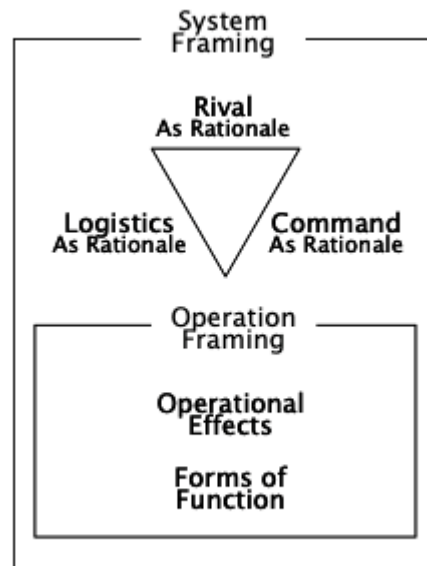 System
Framing
Rival
As Rationale
Logistics
As Rationale
Command
As Rationale
Operation
Framing
Operational
Effects
Forms of
Function